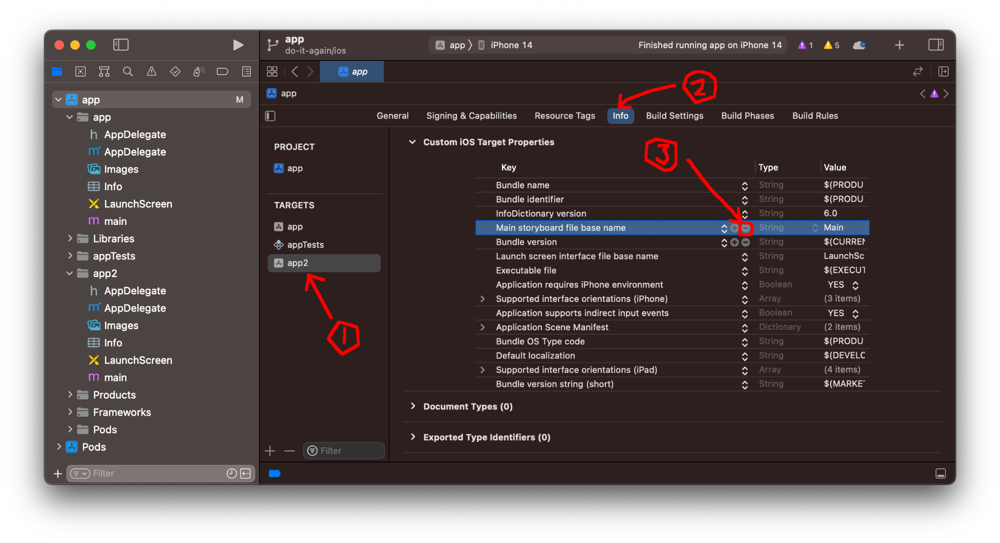 app
do-it-again/ios
app
iPhone 14
Finished running app on iPhone 14
1
5
app
app
M
app
h AppDelegate
m AppDelegate
Images
Info
LaunchScreen
m main
Libraries
appTests
app2
h AppDelegate
m AppDelegate
Images
Info
LaunchScreen
m main
Products
Frameworks
Pods
Pods
Filter
app
General
Signing & Capabilities
Resource Tags
Info
Build Settings
Build Phases
Build Rules
2
PROJECT
app
TARGETS
app
appTests
app2
1
Filter
Custom iOS Target Properties
3
Key Type Value
Bundle name String $(PRODU
Bundle identifier String $(PRODU
InfoDictionary version String 6.0
Main storyboard file base name String Main
Bundle version String $(CURREN
Launch screen interface file base name String LaunchSc
Executable file String $(EXECUT
Application requires iPhone environment Boolean YES
Supported interface orientations (iPhone) Array (3 items)
Application supports indirect input events Boolean YES
Application Scene Manifest Dictionary (2 items)
Bundle OS Type code String $(PRODU
Default localization String $(DEVELC
Supported interface orientations (iPad) Array (4 items)
Bundle version string (short) String $(MARKET
Document Types (0)
Exported Type Identifiers (0)